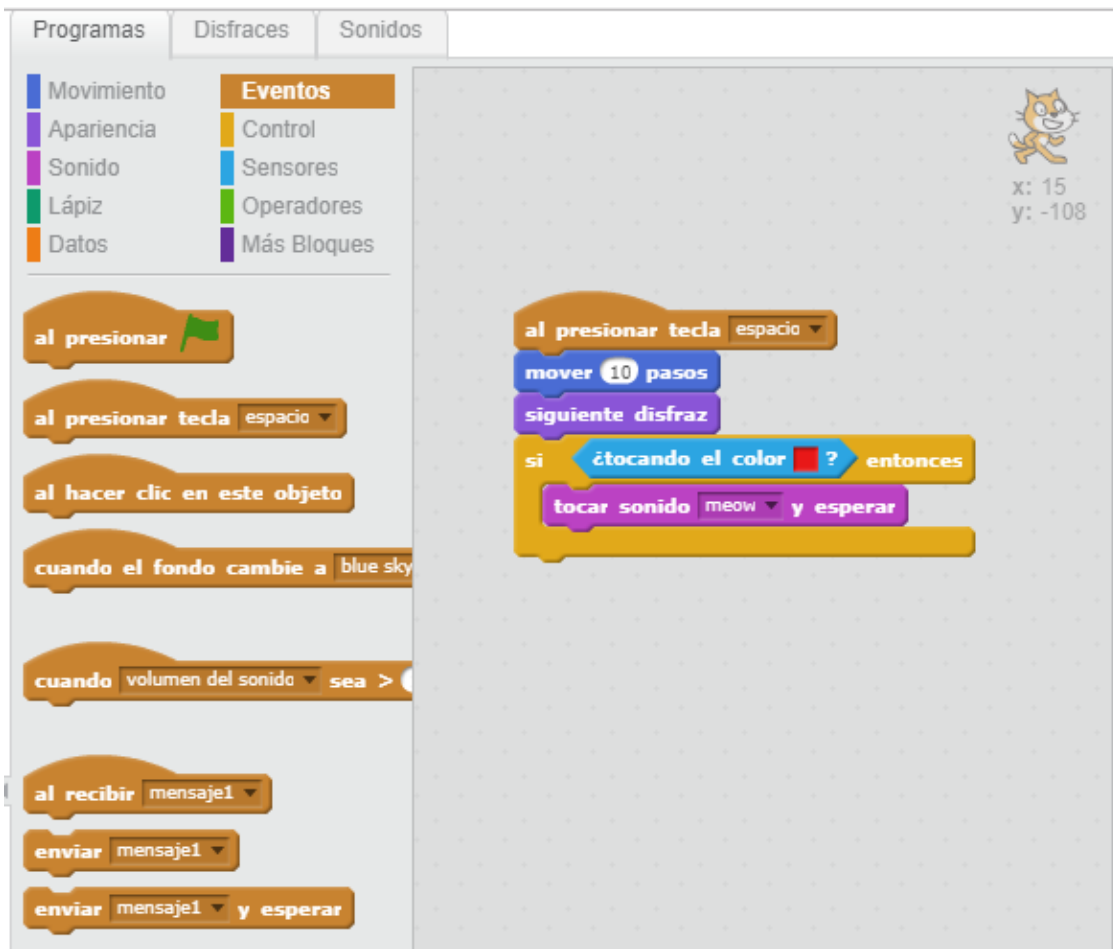 Programas Disfraces Sonidos
Movimiento Eventos
Apariencia Control
Sonido Sensores
Lápiz Operadores
Datos Más Bloques
x: 15
y: -108
al presionar
al presionar tecla espacio
al hacer clic en este objeto
cuando el fondo cambie a blue sky
cuando volumen del sonido sea >
al recibir mensaje1
enviar mensaje1
enviar mensaje1 y esperar
al presionar tecla espacio
mover 10 pasos
siguiente disfraz
si ¿tocando el color ? entonces
tocar sonido meow y esperar